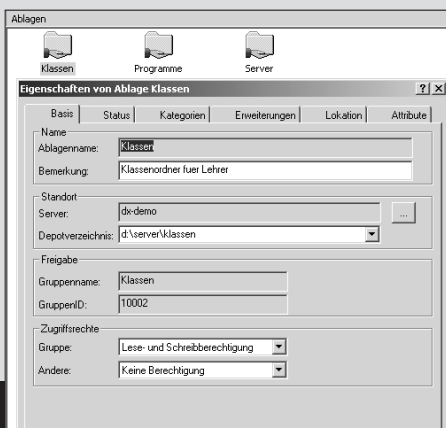 Ablagen
Klassen Programme Server
Eigenschaften von Ablage Klassen
Basis Status Kategorien Erweiterungen Lokation Attribute
Name
Ablagenname: Klassen
Bemerkung: Klassenordner fuer Lehrer
Standort
Server: dx-demo ...
Depotverzeichnis: d:\server\klassen
Freigabe
Gruppenname: Klassen
GruppenID: 10002
Zugriffsrechte
Gruppe: Lese- und Schreibberechtigung
Andere: Keine Berechtigung